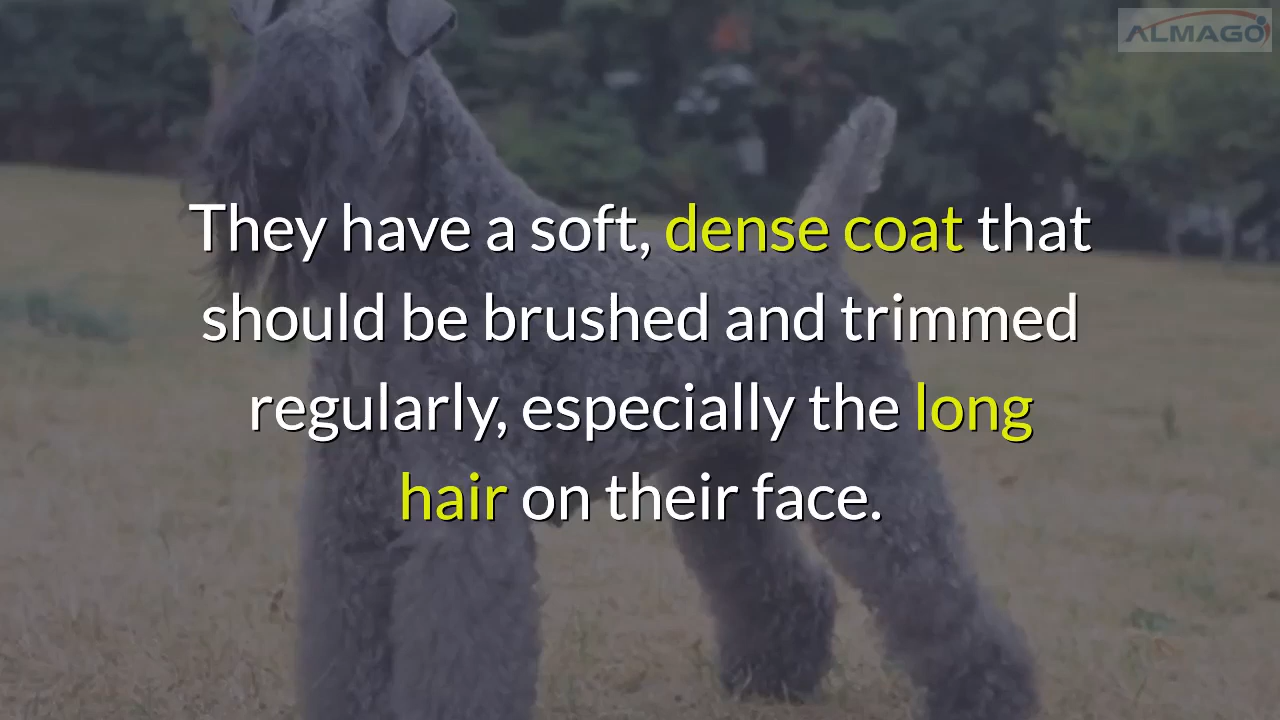 ALMAGO
They have a soft, dense coat that
should be brushed and trimmed
regularly, especially the long
hair on their face.